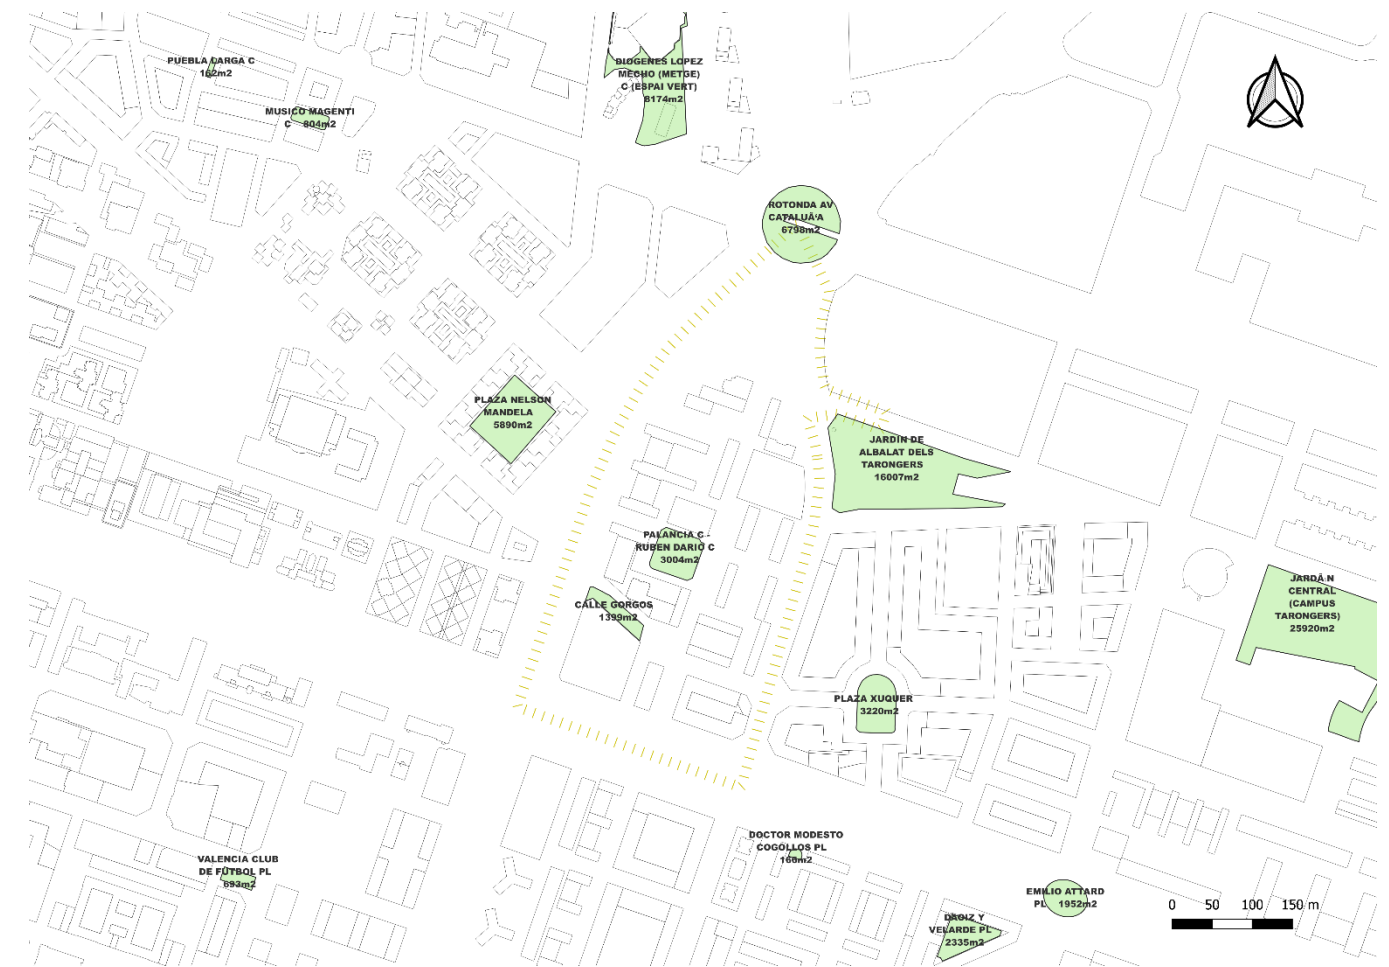 PUEBLA LARGA C
162m2
MUSICO MAGENTI
C 804m2
DIOGENES LOPEZ
MECHO (METGE)
C (ESPAI VERT)
8174m2
ROTONDA AV
CATALUÃ‘A
6798m2
PLAZA NELSON
MANDELA
5890m2
JARDIN DE
ALBALAT DELS
TARONGERS
16007m2
PALANCIA C -
RUBEN DARIO C
3004m2
CALLE GORGOS
1399m2
JARDÃ N
CENTRAL
(CAMPUS
TARONGERS)
25920m2
PLAZA XUQUER
3220m2
DOCTOR MODESTO
COGOLLOS PL
166m2
VALENCIA CLUB
DE FUTBOL PL
693m2
EMILIO ATTARD
PL 1952m2
DAOIZ Y
VELARDE PL
2335m2
0 50 100 150 m